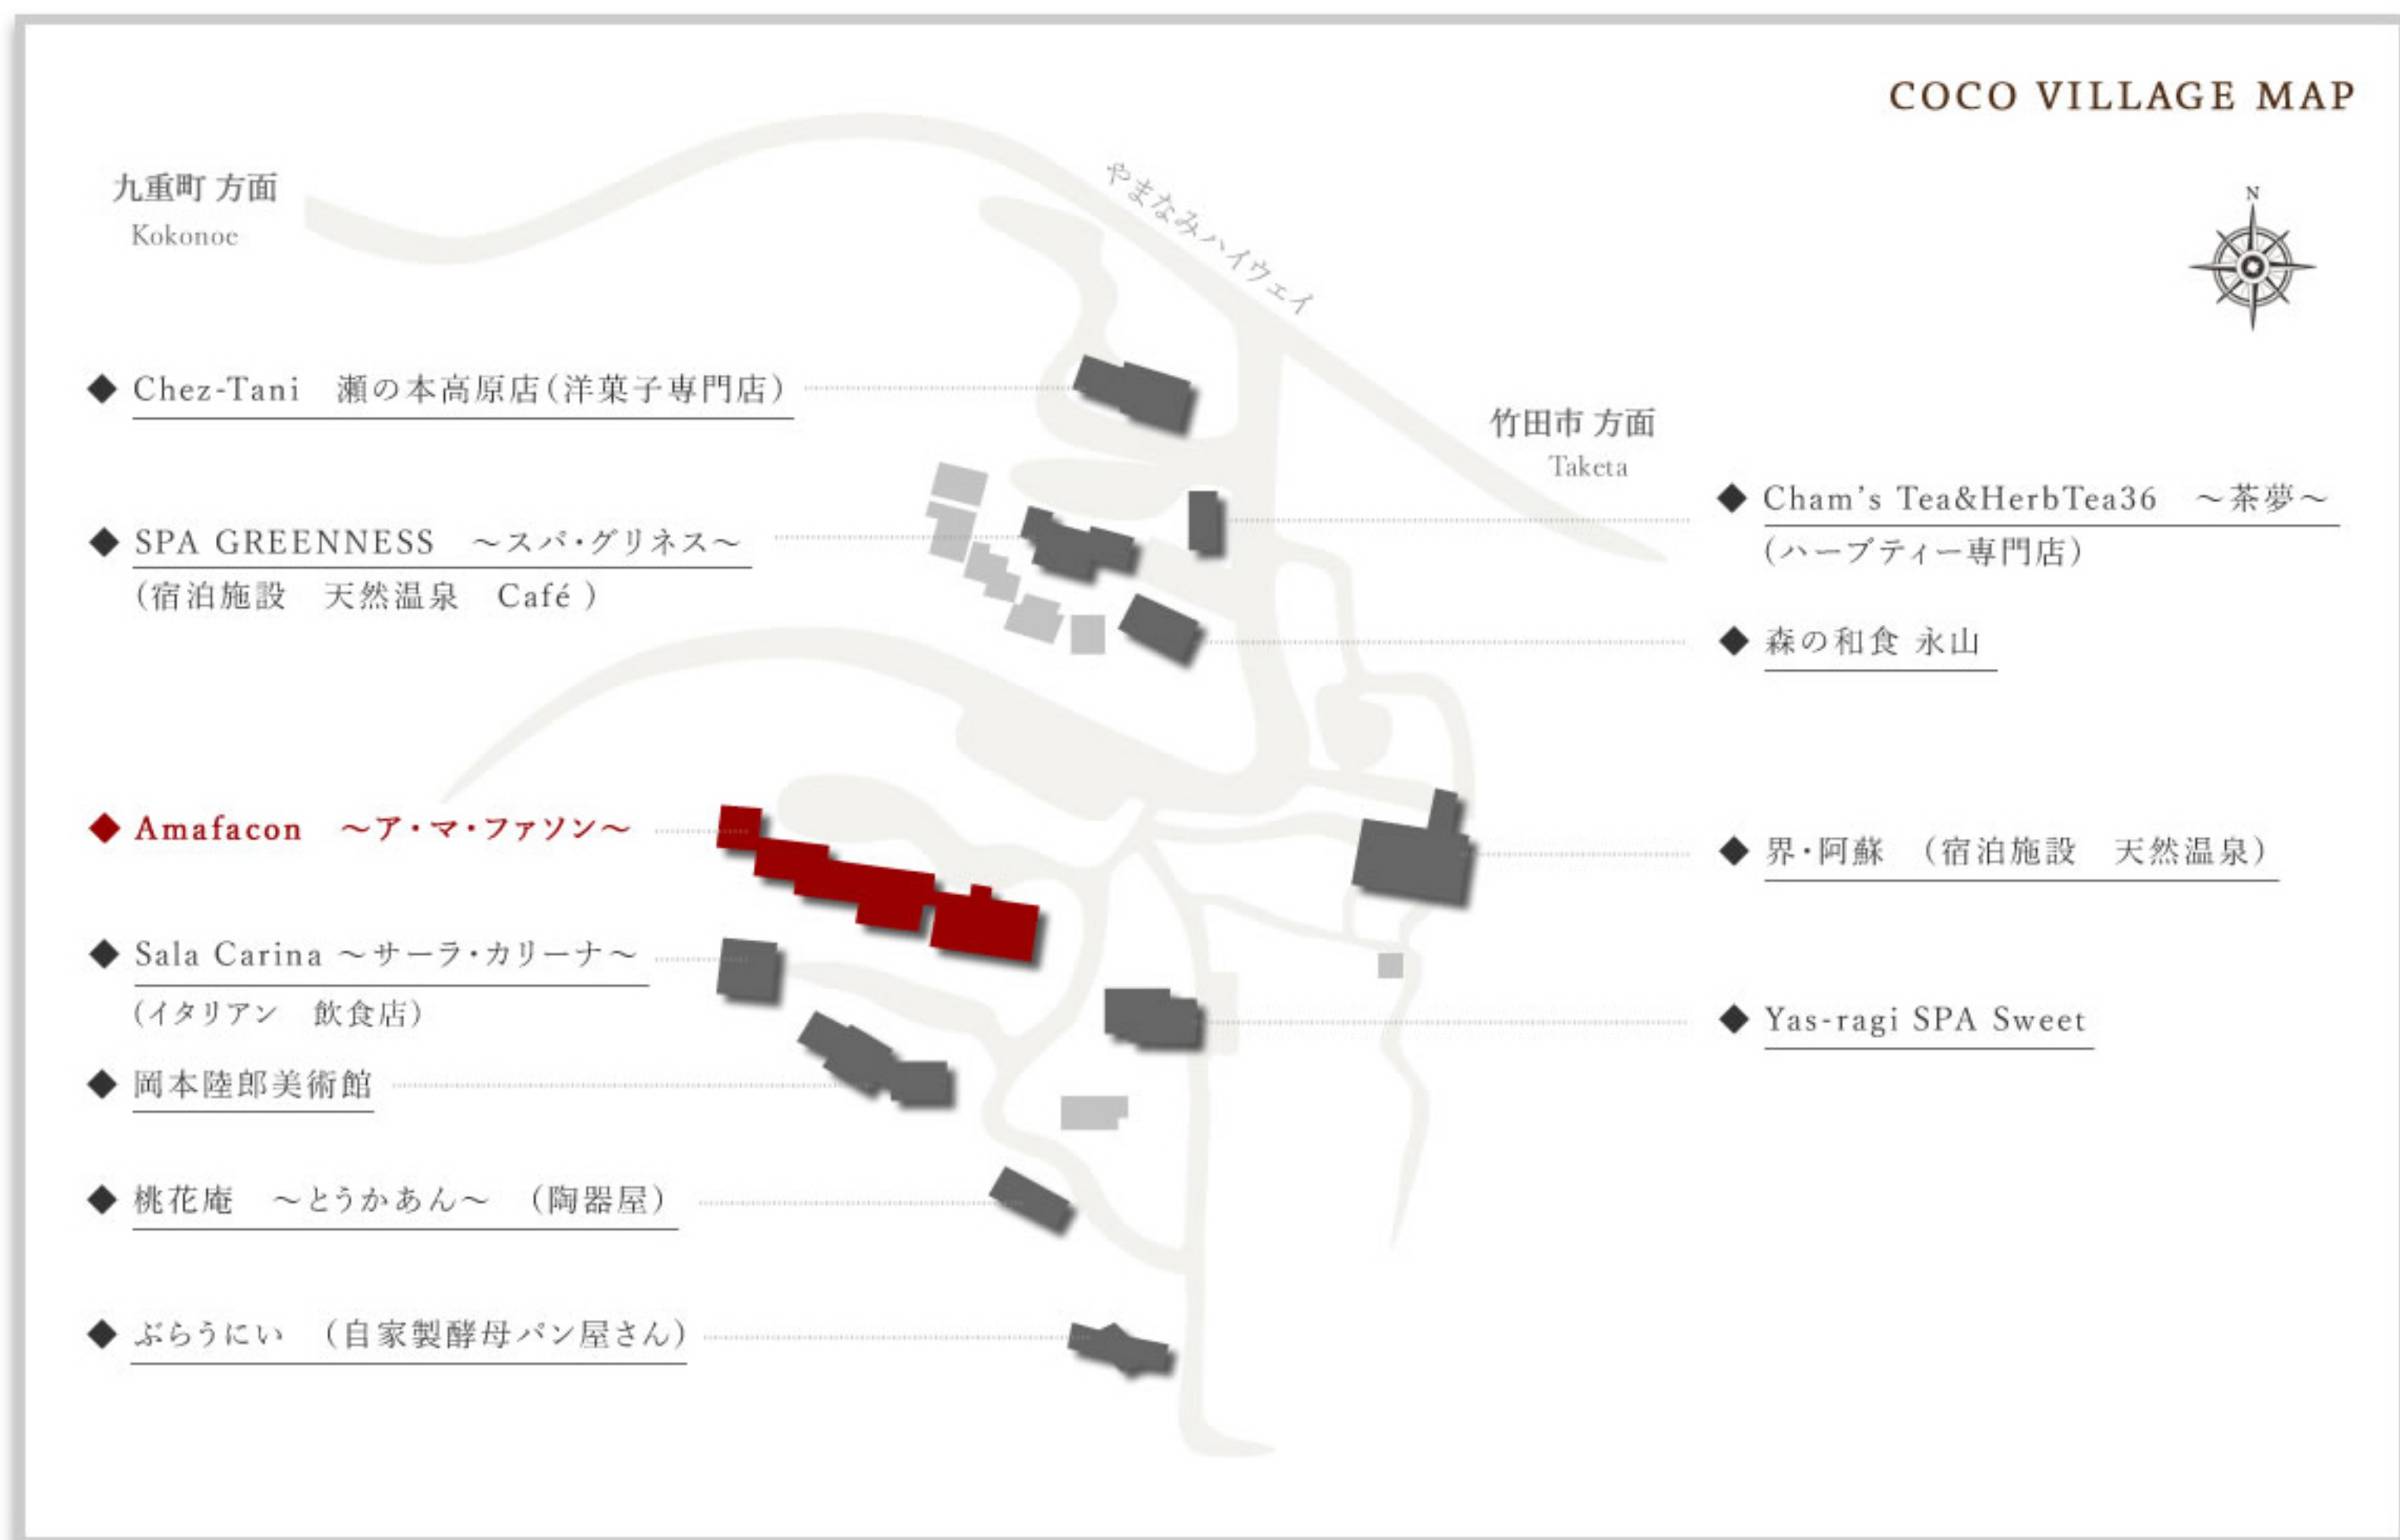 COCO VILLAGE MAP
N
九重町 方面
Kokonoe
やまなみハイウェイ
竹田市 方面
Taketa
◆ Chez-Tani　瀬の本高原店(洋菓子専門店)
◆ SPA GREENNESS　～スパ・グリネス～
(宿泊施設　天然温泉　Café )
◆ Amafacon　～ア・マ・ファソン～
◆ Sala Carina ～サーラ・カリーナ～
(イタリアン　飲食店)
◆ 岡本陸郎美術館
◆ 桃花庵　～とうかあん～　(陶器屋)
◆ ぶらうにい　(自家製酵母パン屋さん)
◆ Cham's Tea&HerbTea36　～茶夢～
(ハーブティー専門店)
◆ 森の和食 永山
◆ 界・阿蘇　(宿泊施設　天然温泉)
◆ Yas-ragi SPA Sweet